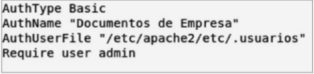 AuthType Basic
AuthName "Documentos de Empresa"
AuthUserFile "/etc/apache2/etc/.usuarios"
Require user admin